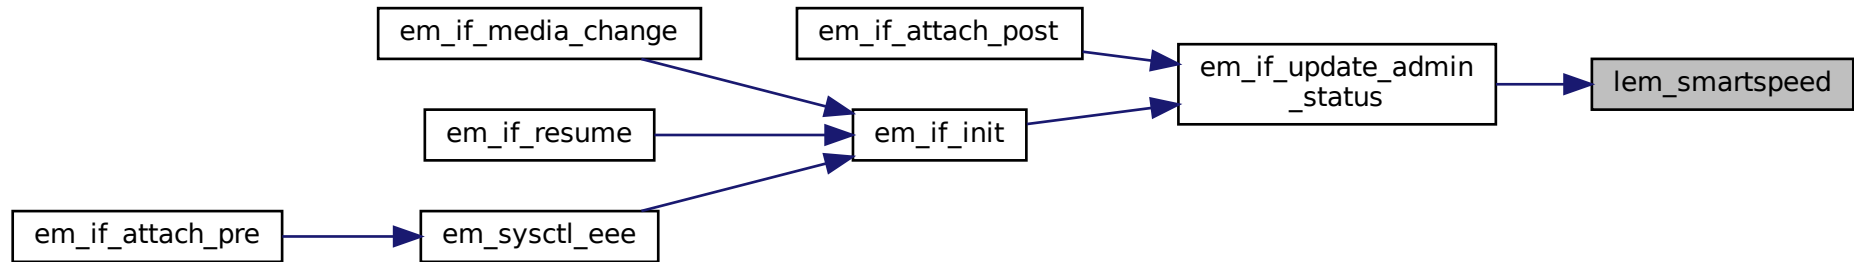 em_if_media_change
em_if_attach_post
em_if_update_admin
_status
lem_smartspeed
em_if_resume
em_if_init
em_if_attach_pre
em_sysctl_eee